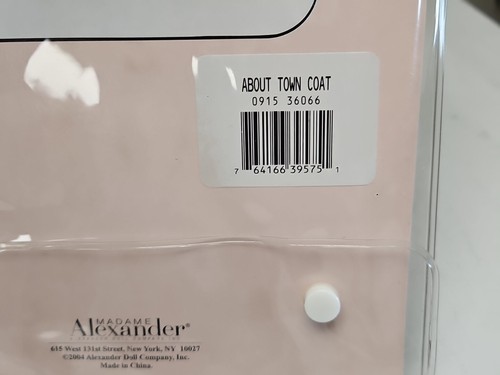 ABOUT TOWN COAT
0915 36066
7 64166 39575 1
MADAME
Alexander®
615 West 131st Street, New York, NY 10027
©2004 Alexander Doll Company, Inc.
Made in China.